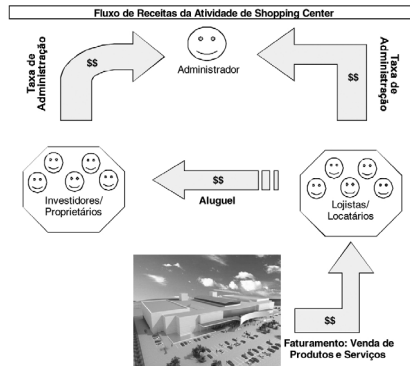 Fluxo de Receitas da Atividade de Shopping Center
Taxa de
Administração
$$
Administrador
$$
Taxa de
Administração
Investidores/
Proprietários
$$
Aluguel
Lojistas/
Locatários
$$
Faturamento: Venda de
Produtos e Serviços